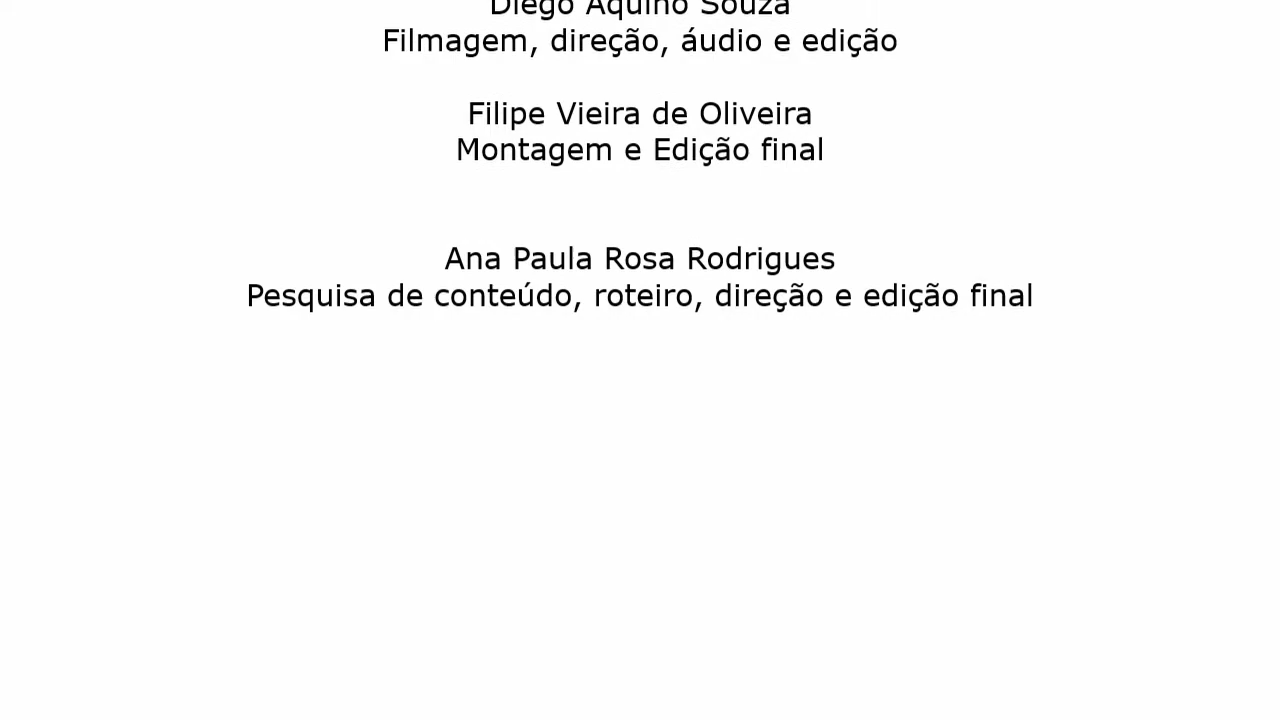 Diego Aquino Souza
Filmagem, direção, áudio e edição
Filipe Vieira de Oliveira
Montagem e Edição final
Ana Paula Rosa Rodrigues
Pesquisa de conteúdo, roteiro, direção e edição final